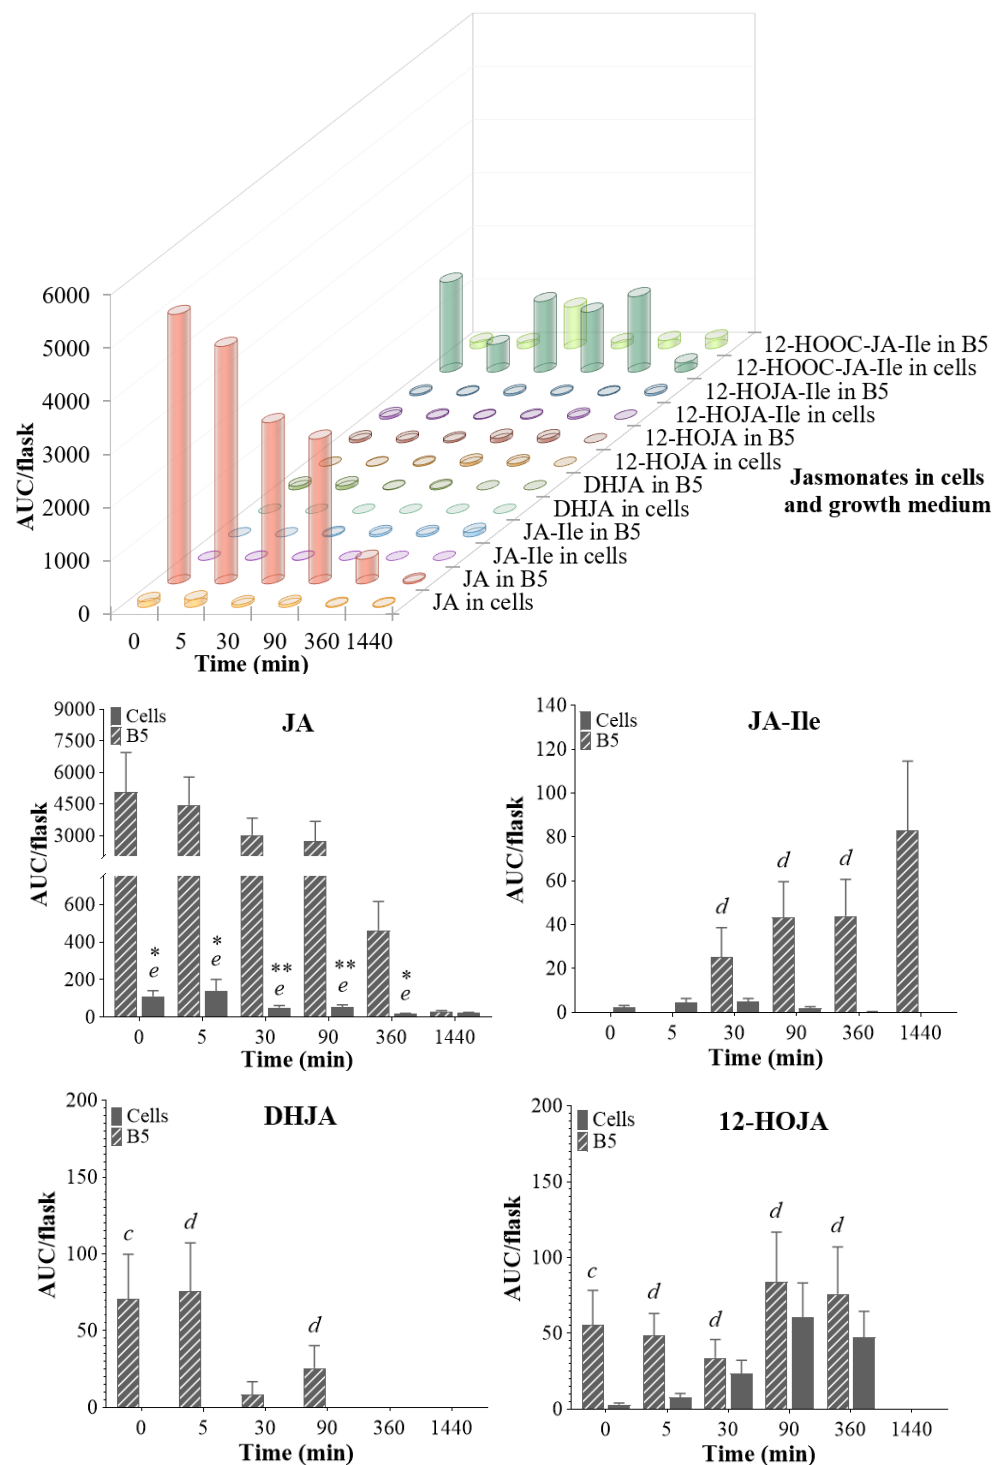 6000
5000
4000
3000
2000
1000
0
AUC/flask
0 5 30 90 360 1440
Time (min)
12-HOOC-JA-Ile in B5
12-HOOC-JA-Ile in cells
12-HOJA-Ile in B5
12-HOJA-Ile in cells
12-HOJA in B5
12-HOJA in cells
DHJA in B5
DHJA in cells
JA-Ile in B5
JA-Ile in cells
JA in B5
JA in cells
Jasmonates in cells
and growth medium
JA
Cells
B5
9000
7500
6000
4500
3000
600
400
200
0
AUC/flask
* * ** ** *
e e e e e
0 5 30 90 360 1440
Time (min)
JA-Ile
Cells
B5
140
120
100
80
60
40
20
0
AUC/flask
d d d
0 5 30 90 360 1440
Time (min)
DHJA
Cells
B5
200
150
100
50
0
AUC/flask
c d d
0 5 30 90 360 1440
Time (min)
12-HOJA
Cells
B5
200
150
100
50
0
AUC/flask
c d d d d
0 5 30 90 360 1440
Time (min)